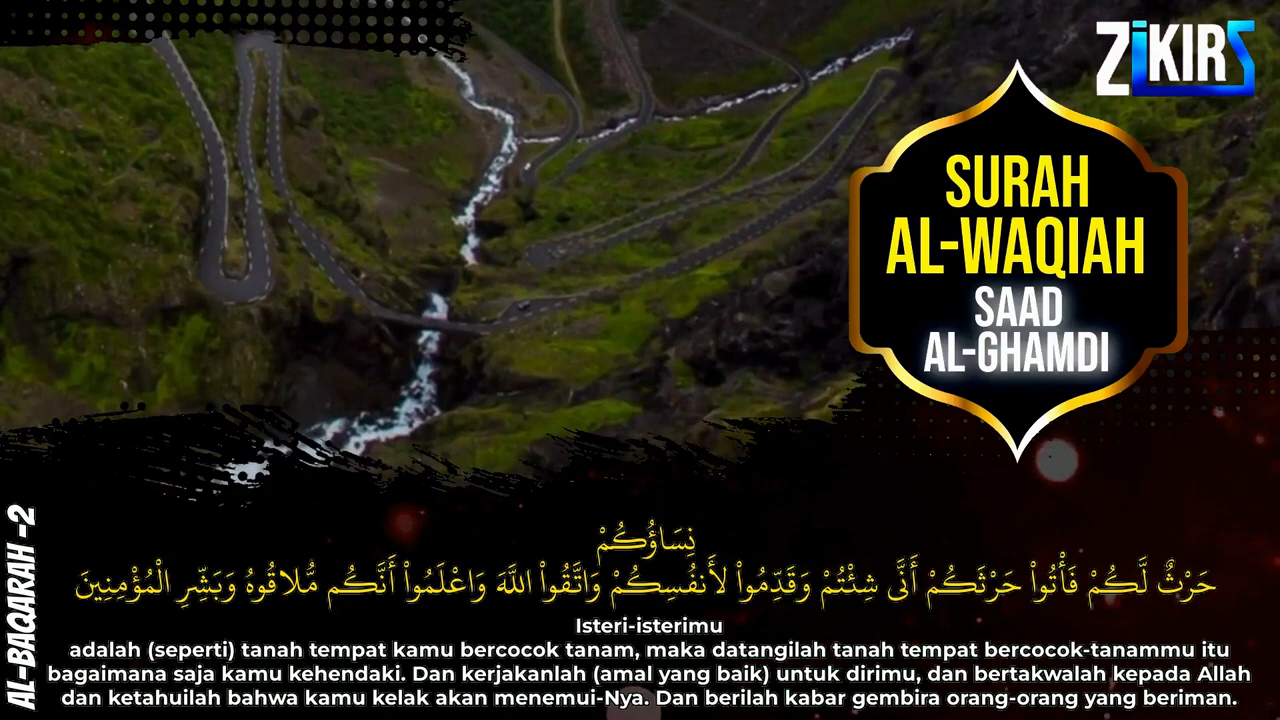 ZiKIRS
SURAH
AL-WAQIAH
SAAD
AL-GHAMDI
AL-BAQARAH -2
نِسَاؤُكُمْ
حَرْثٌ لَّكُمْ فَأْتُواْ حَرْثَكُمْ أَنَّى شِئْتُمْ وَقَدِّمُواْ لأَنفُسِكُمْ وَاتَّقُواْ اللَّهَ وَاعْلَمُواْ أَنَّكُم مُّلاقُوهُ وَبَشِّرِ الْمُؤْمِنِينَ
Isteri-isterimu
adalah (seperti) tanah tempat kamu bercocok tanam, maka datangilah tanah tempat bercocok-tanammu itu
bagaimana saja kamu kehendaki. Dan kerjakanlah (amal yang baik) untuk dirimu, dan bertakwalah kepada Allah
dan ketahuilah bahwa kamu kelak akan menemui-Nya. Dan berilah kabar gembira orang-orang yang beriman.